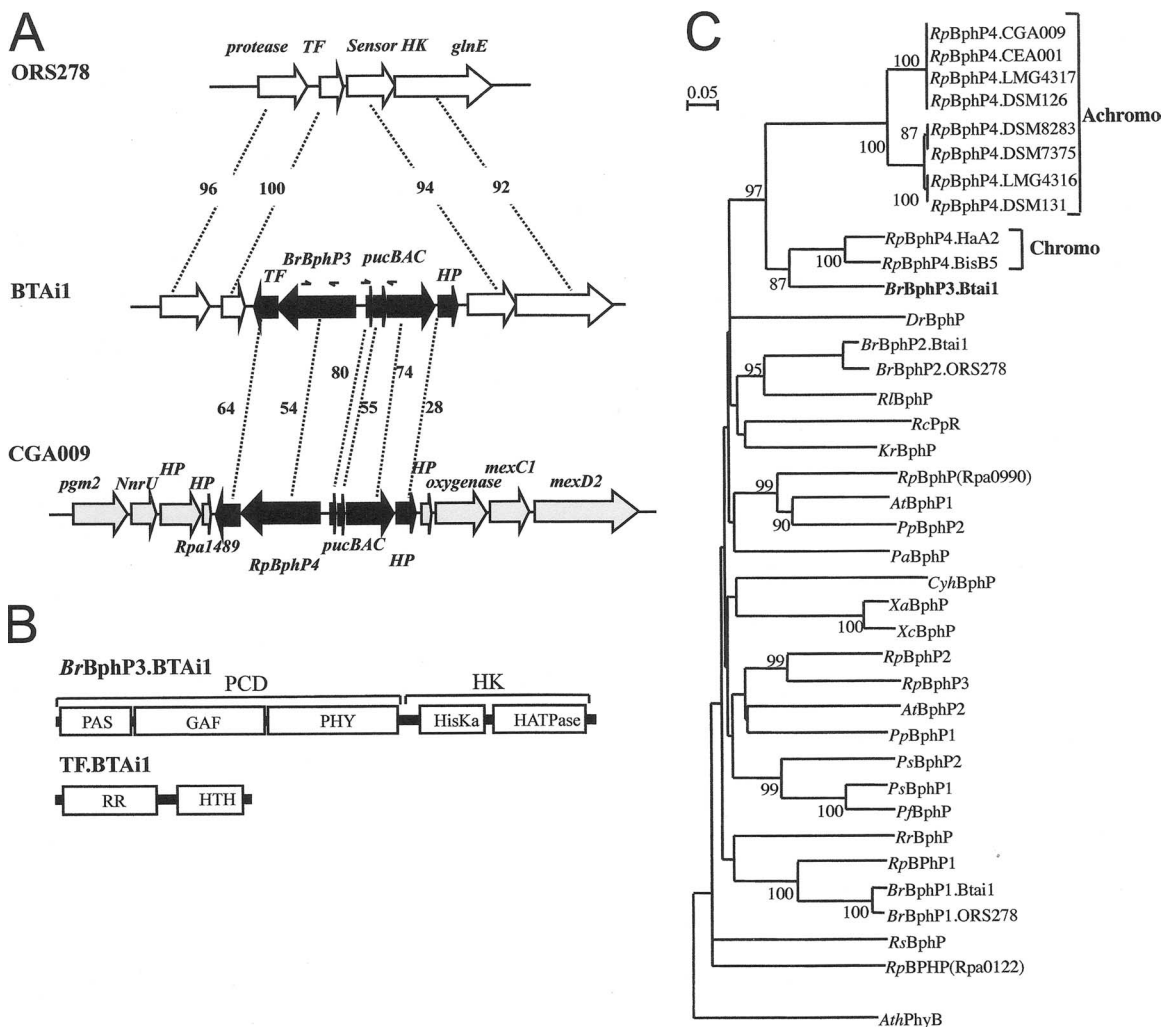 A
protease TF Sensor HK glnE
ORS278
96 100 94 92
BrBphP3 pucBAC
TF HP
BTAi1
80 74
64 54 55 28
CGA009
pgm2 NnrU HP HP HP oxygenase mexC1 mexD2
Rpa1489 RpBphP4 pucBAC HP
B
BrBphP3.BTAi1
PCD HK
PAS GAF PHY HisKa HATPase
TF.BTAi1
RR HTH
C
0.05
RpBphP4.CGA009
100
RpBphP4.CEA001
RpBphP4.LMG4317
RpBphP4.DSM126
Achromo
87
RpBphP4.DSM8283
100
RpBphP4.DSM7375
97
RpBphP4.LMG4316
100
RpBphP4.DSM131
RpBphP4.HaA2
Chromo
100
RpBphP4.BisB5
87
BrBphP3.Btai1
DrBphP
BrBphP2.Btai1
95
BrBphP2.ORS278
RlBphP
RcPpR
KrBphP
RpBphP(Rpa0990)
99
AtBphP1
90
PpBphP2
PaBphP
CyhBphP
XaBphP
100
XcBphP
99
RpBphP2
RpBphP3
AtBphP2
PpBphP1
PsBphP2
99
PsBphP1
100
PfBphP
RrBphP
RpBPhP1
100
BrBphP1.Btai1
100
BrBphP1.ORS278
RsBphP
RpBPHP(Rpa0122)
AthPhyB